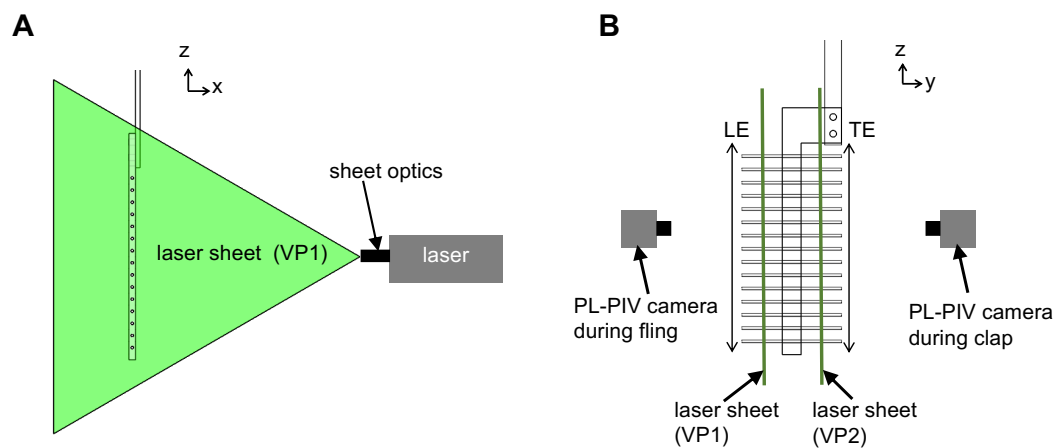 A
z
x
sheet optics
laser sheet (VP1)
laser
B
z
y
LE
TE
PL-PIV camera
during fling
PL-PIV camera
during clap
laser sheet
(VP1)
laser sheet
(VP2)